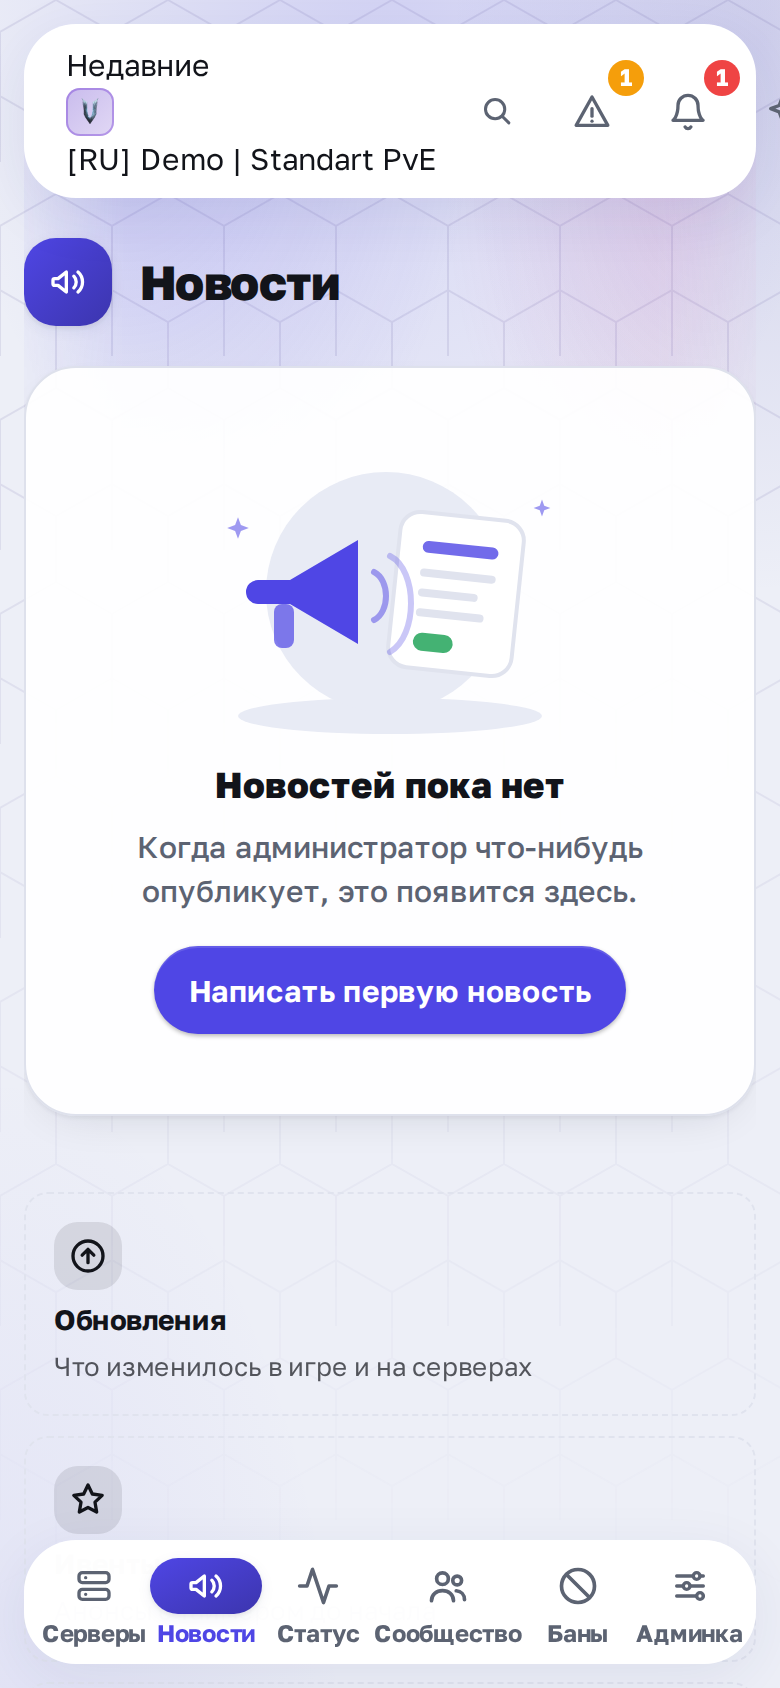 Недавние
1
1
[RU] Demo | Standart PvE
Новости
Новостей пока нет
Когда администратор что-нибудь
опубликует, это появится здесь.
Написать первую новость
Обновления
Что изменилось в игре и на серверах
Серверы Новости Статус Сообщество Баны Админка